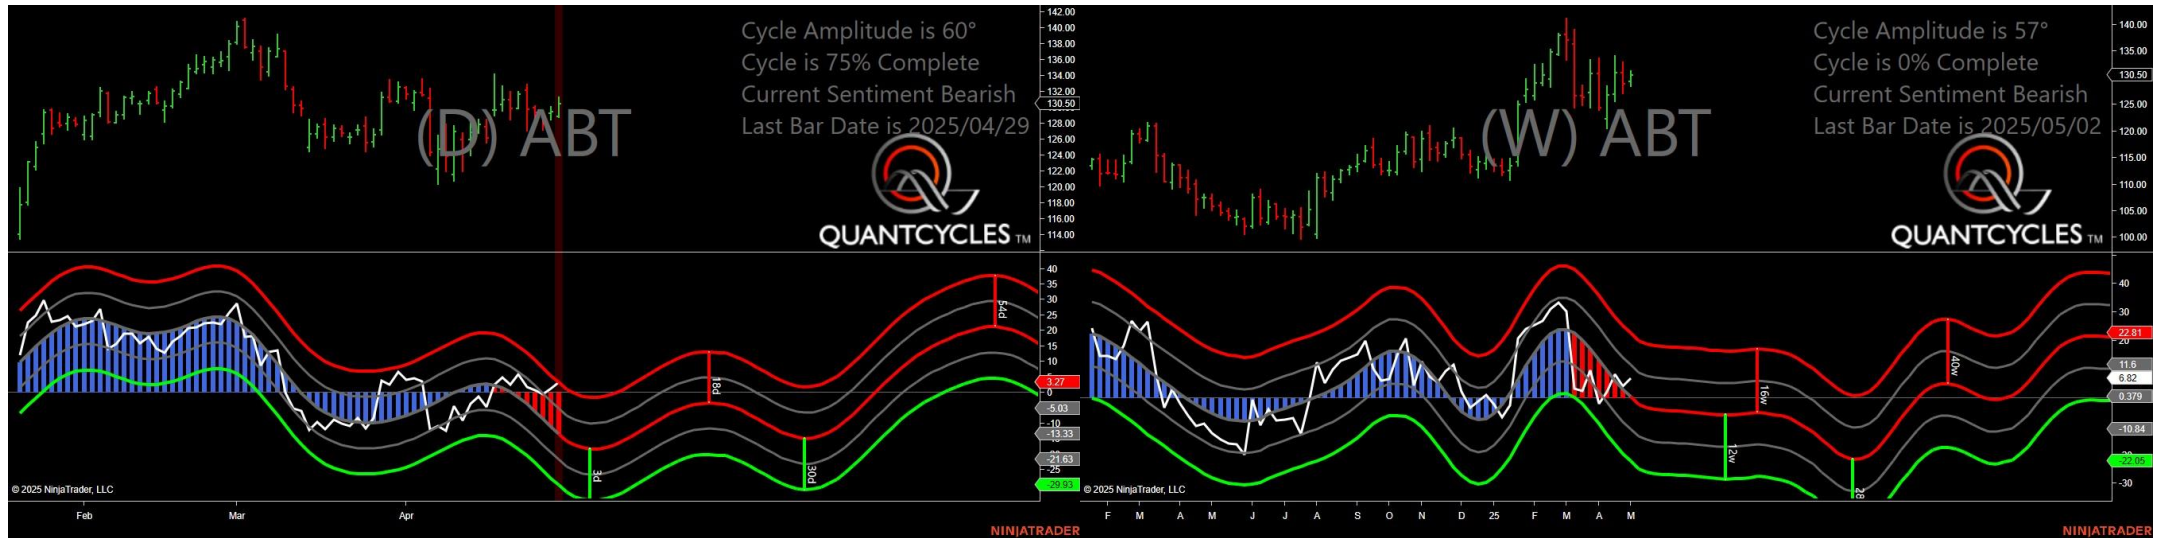 Cycle Amplitude is 60°
Cycle is 75% Complete
Current Sentiment Bearish
Last Bar Date is 2025/04/29
(D) ABT
QUANTCYCLES TM
142.00
140.00
138.00
136.00
134.00
132.00
130.50
128.00
126.00
124.00
122.00
120.00
118.00
116.00
114.00
40
35
30
25
20
15
10
5
3.27
-5.03
-10
-13.33
-21.63
-25
-29.93
3d
18d
30d
54d
© 2025 NinjaTrader, LLC
Feb Mar Apr
NINJATRADER
Cycle Amplitude is 57°
Cycle is 0% Complete
Current Sentiment Bearish
Last Bar Date is 2025/05/02
(W) ABT
QUANTCYCLES TM
140.00
135.00
130.50
125.00
120.00
115.00
110.00
105.00
100.00
40
30
22.81
20
11.6
6.82
0.379
-10.84
-22.05
-30
12w
16w
28
40w
© 2025 NinjaTrader, LLC
F M A M J J A S O N D 25 F M A M
NINJATRADER